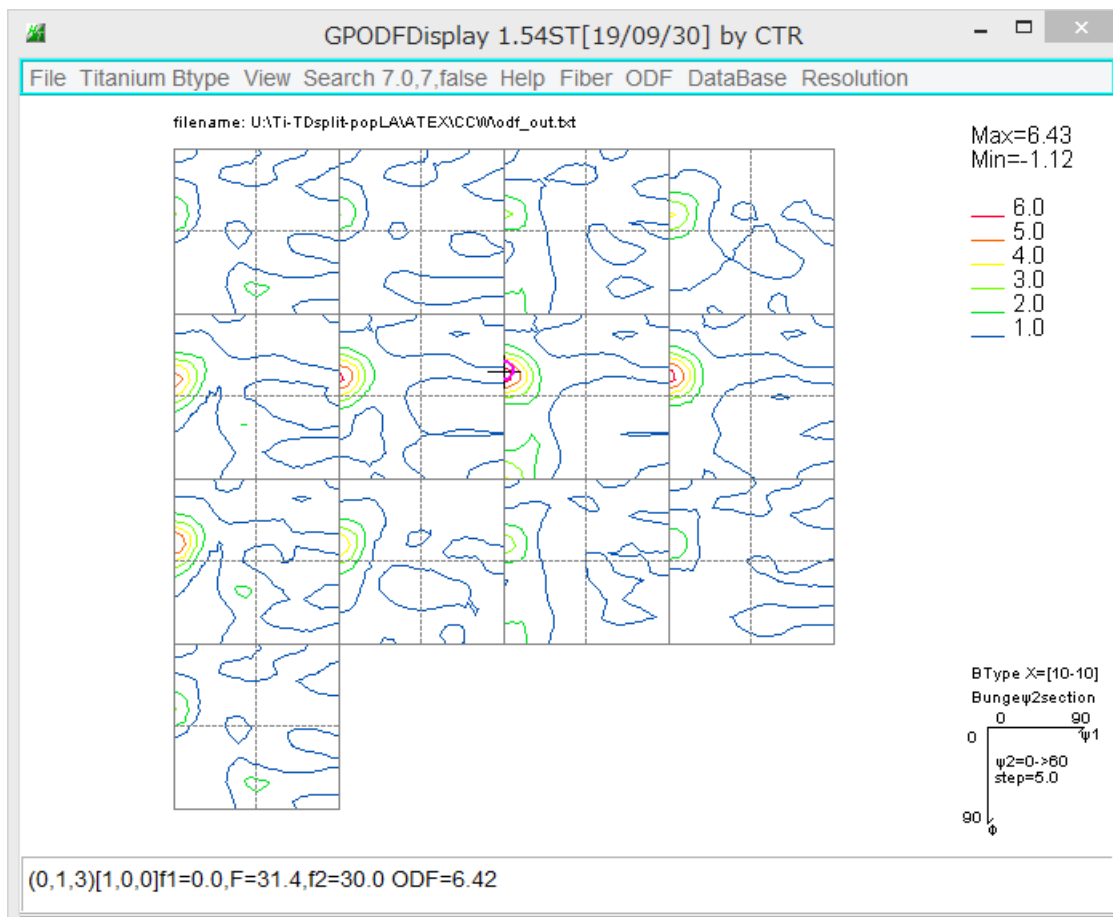 GPODFDisplay 1.54ST[19/09/30] by CTR
File Titanium Btype View Search 7.0,7,false Help Fiber ODF DataBase Resolution
filename: U:\Ti-TDsplit-popLA\ATEX\CCW\odf_out.txt
Max=6.43
Min=-1.12
6.0
5.0
4.0
3.0
2.0
1.0
BType X=[10-10]
Bungeψ2section
0 90
0 ψ1
ψ2=0->60
step=5.0
90 Φ
(0,1,3)[1,0,0]f1=0.0,F=31.4,f2=30.0 ODF=6.42